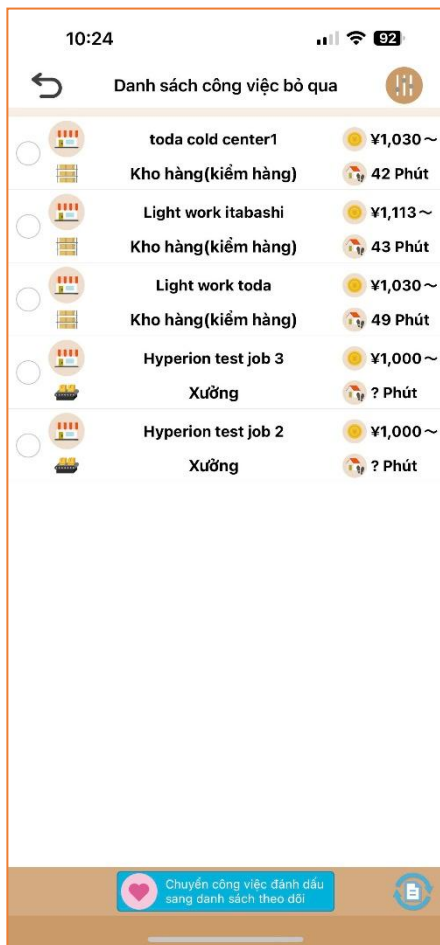 10:24
92
Danh sách công việc bỏ qua
toda cold center1
¥1,030~
Kho hàng(kiểm hàng)
42 Phút
Light work itabashi
¥1,113~
Kho hàng(kiểm hàng)
43 Phút
Light work toda
¥1,030~
Kho hàng(kiểm hàng)
49 Phút
Hyperion test job 3
¥1,000~
Xưởng
? Phút
Hyperion test job 2
¥1,000~
Xưởng
? Phút
Chuyển công việc đánh dấu
sang danh sách theo dõi